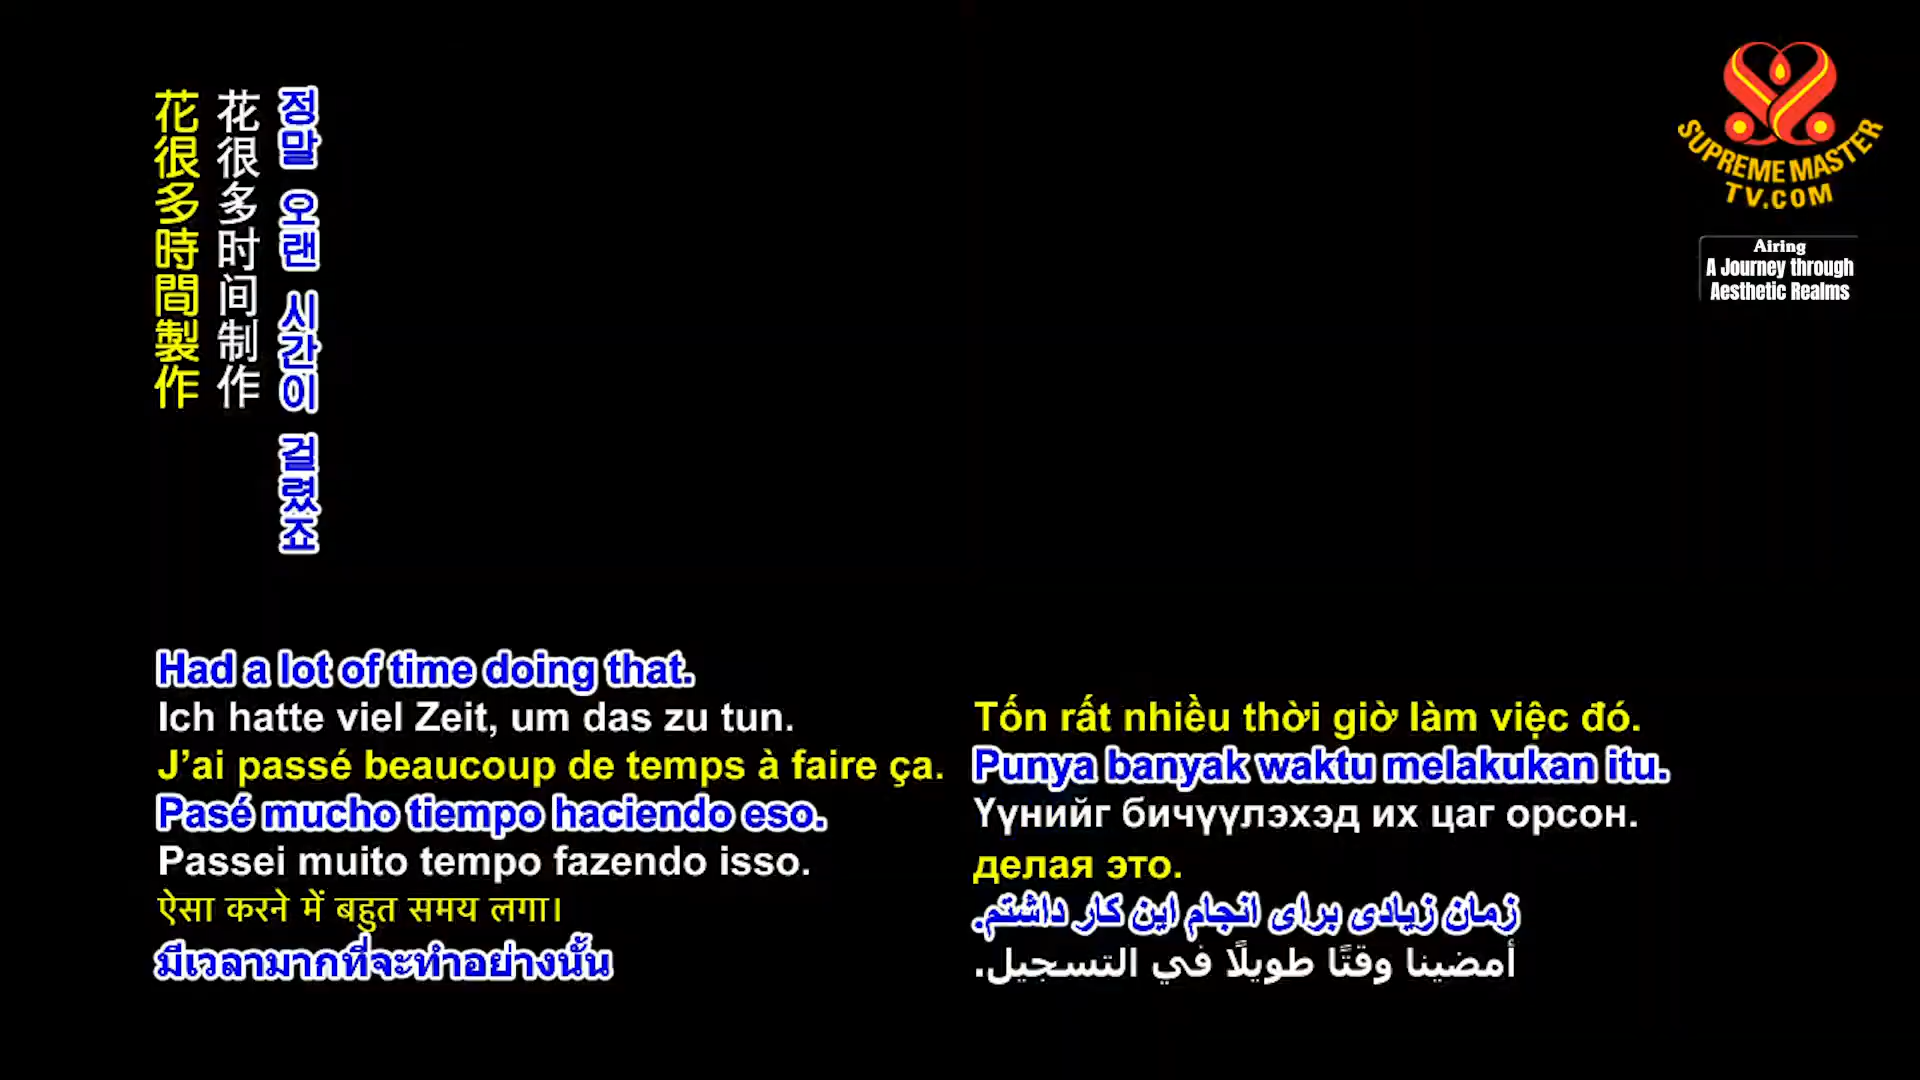 花很多時間製作
花很多时间制作
정말 오랜 시간이 걸렸죠
SUPREME MASTER
TV.COM
Airing
A Journey through
Aesthetic Realms
Had a lot of time doing that.
Ich hatte viel Zeit, um das zu tun.
J’ai passé beaucoup de temps à faire ça.
Pasé mucho tiempo haciendo eso.
Passei muito tempo fazendo isso.
ऐसा करने में बहुत समय लगा।
มีเวลามากที่จะทำอย่างนั้น
Tốn rất nhiều thời giờ làm việc đó.
Punya banyak waktu melakukan itu.
Үүнийг бичүүлэхэд их цаг орсон.
делая это.
زمان زیادی برای انجام این کار داشتم.
أمضينا وقتًا طويلًا في التسجيل.